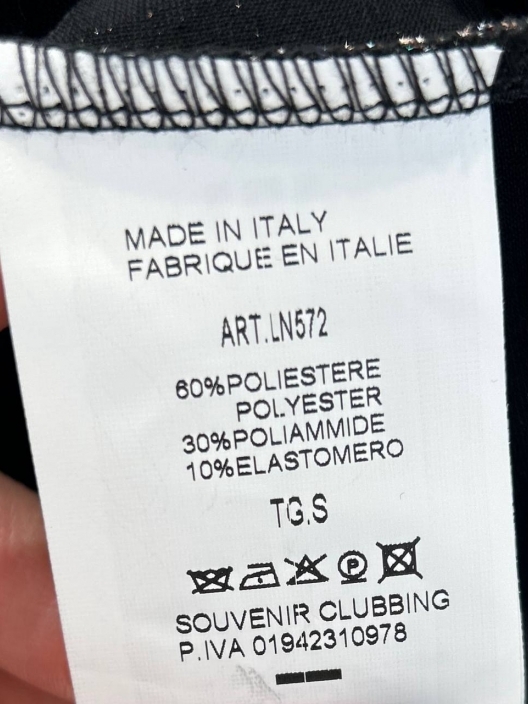 MADE IN ITALY
FABRIQUE EN ITALIE
ART.LN572
60%POLIESTERE
POLYESTER
30%POLIAMMIDE
10%ELASTOMERO
TG.S
P
SOUVENIR CLUBBING
P.IVA 01942310978